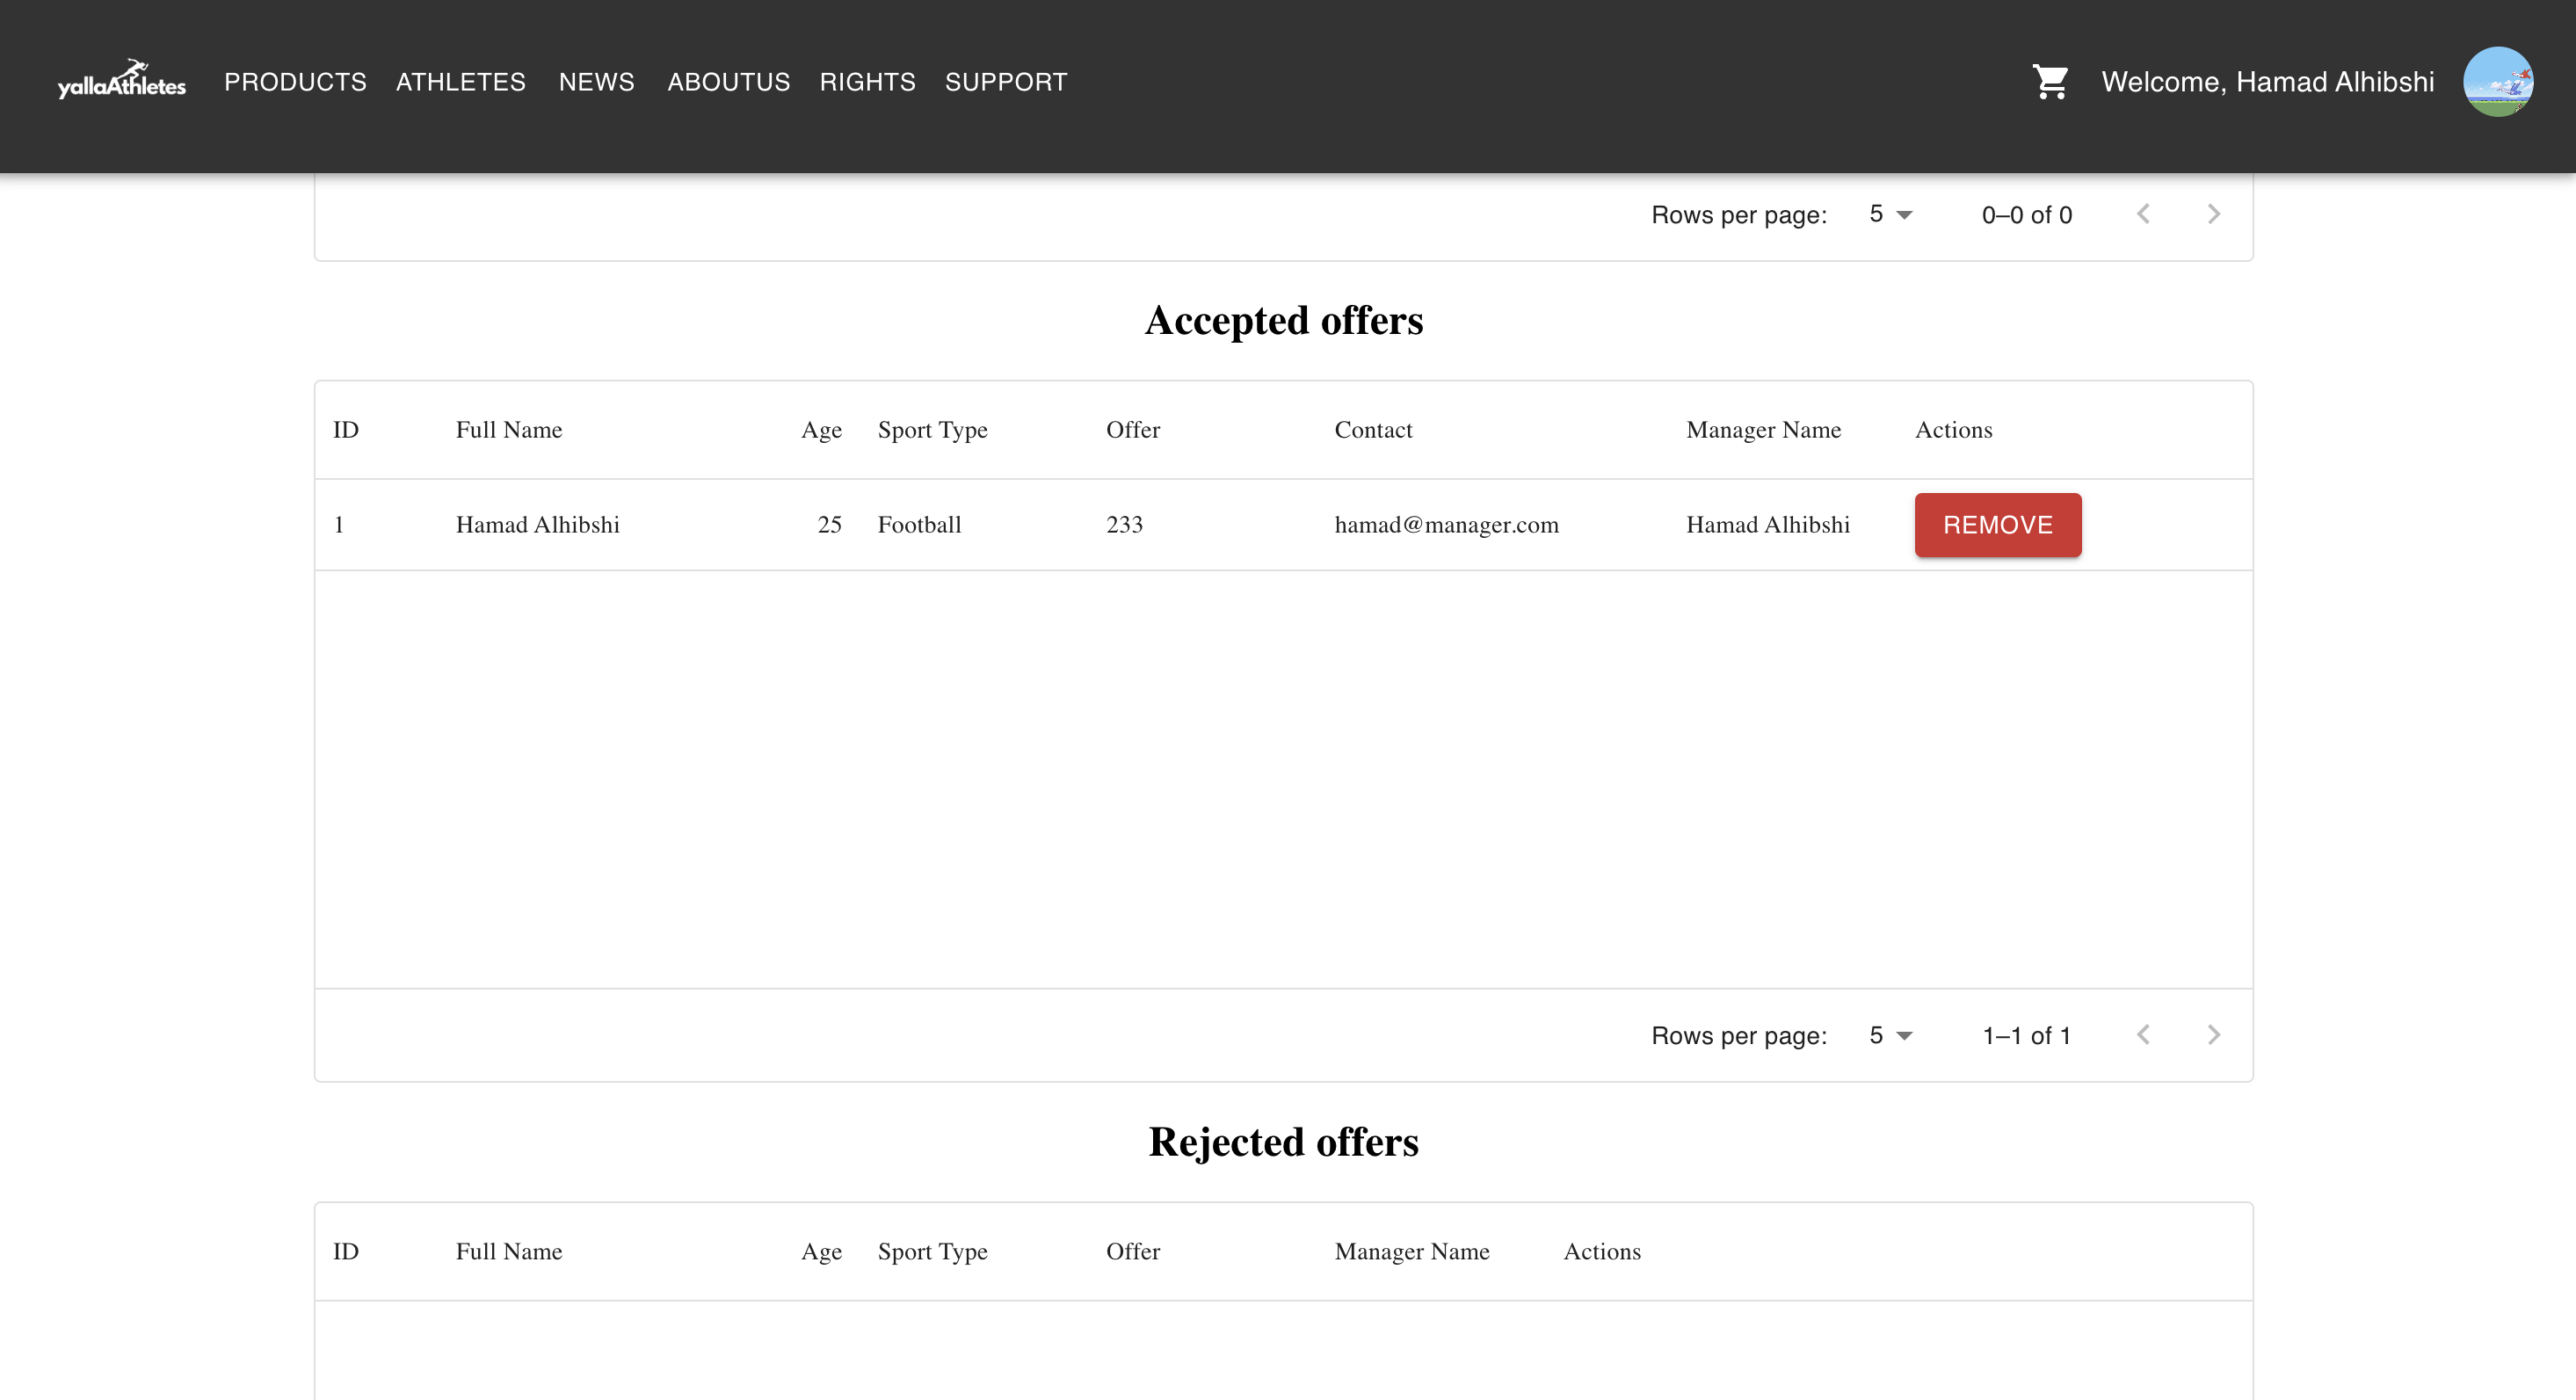 yallaAthletes PRODUCTS ATHLETES NEWS ABOUTUS RIGHTS SUPPORT Welcome, Hamad Alhibshi
Rows per page: 5 0–0 of 0
Accepted offers
ID Full Name Age Sport Type Offer Contact Manager Name Actions
1 Hamad Alhibshi 25 Football 233 hamad@manager.com Hamad Alhibshi REMOVE
Rows per page: 5 1–1 of 1
Rejected offers
ID Full Name Age Sport Type Offer Manager Name Actions